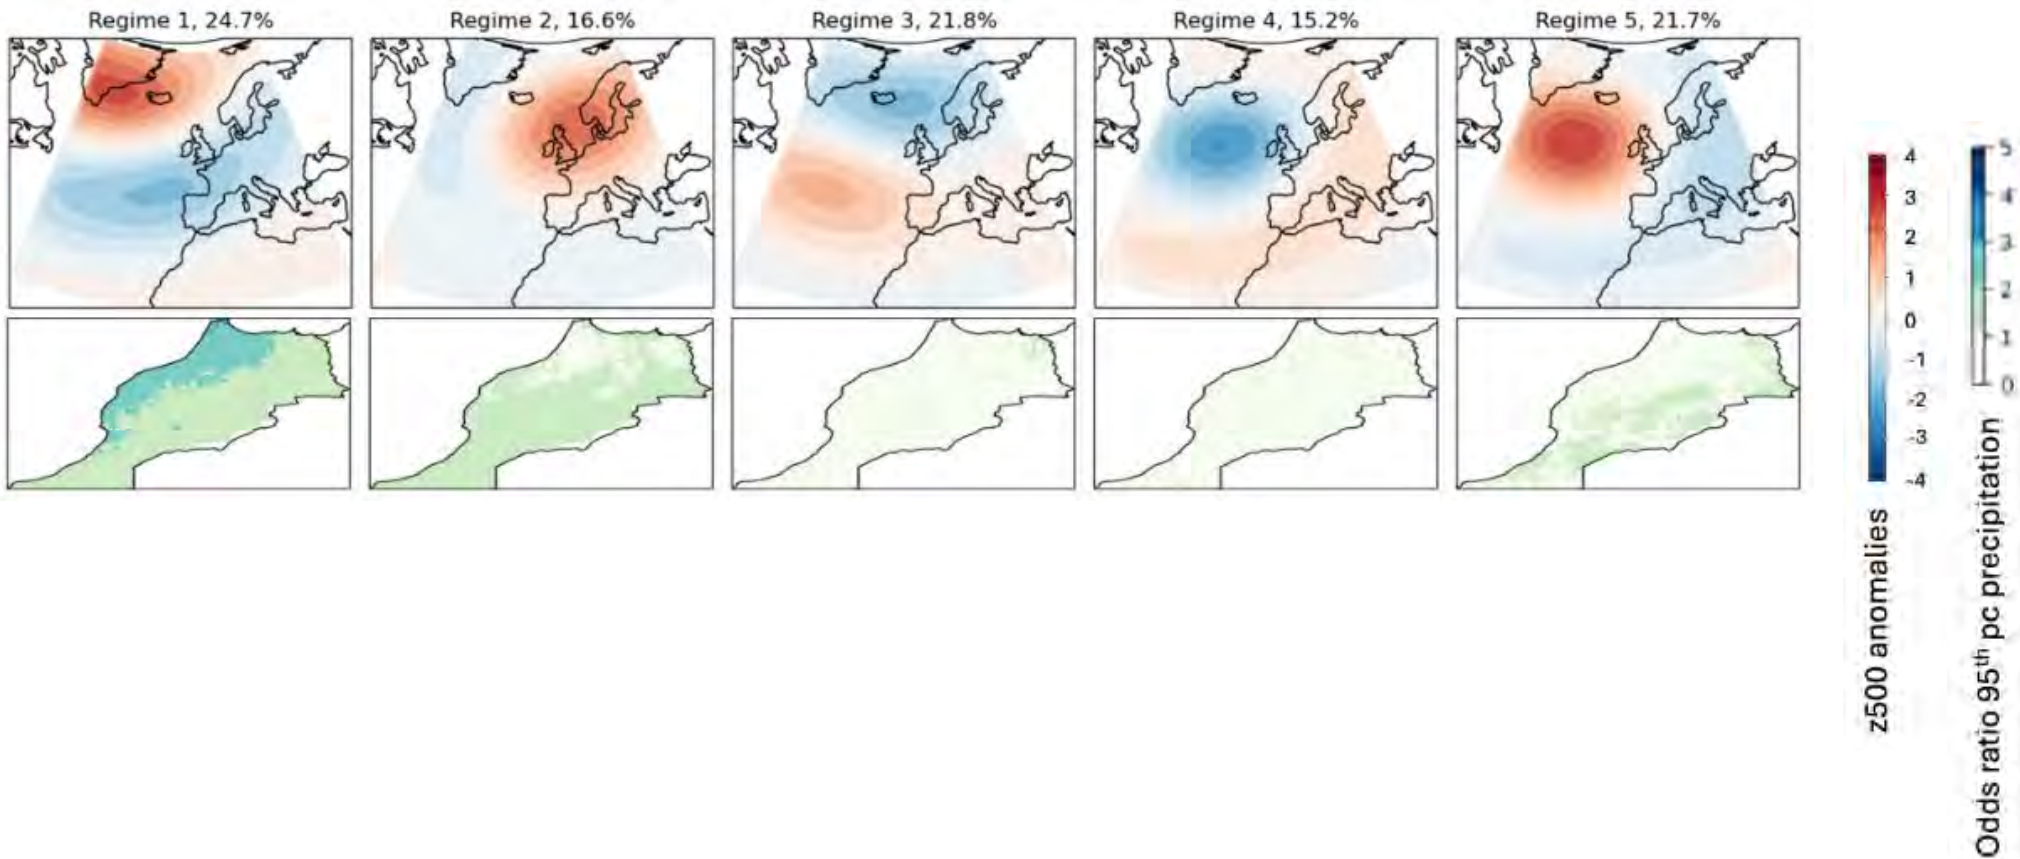 Regime 1, 24.7%
Regime 2, 16.6%
Regime 3, 21.8%
Regime 4, 15.2%
Regime 5, 21.7%
4
3
2
1
0
-1
-2
-3
-4
z500 anomalies
5
4
3
2
1
0
Odds ratio 95th pc precipitation